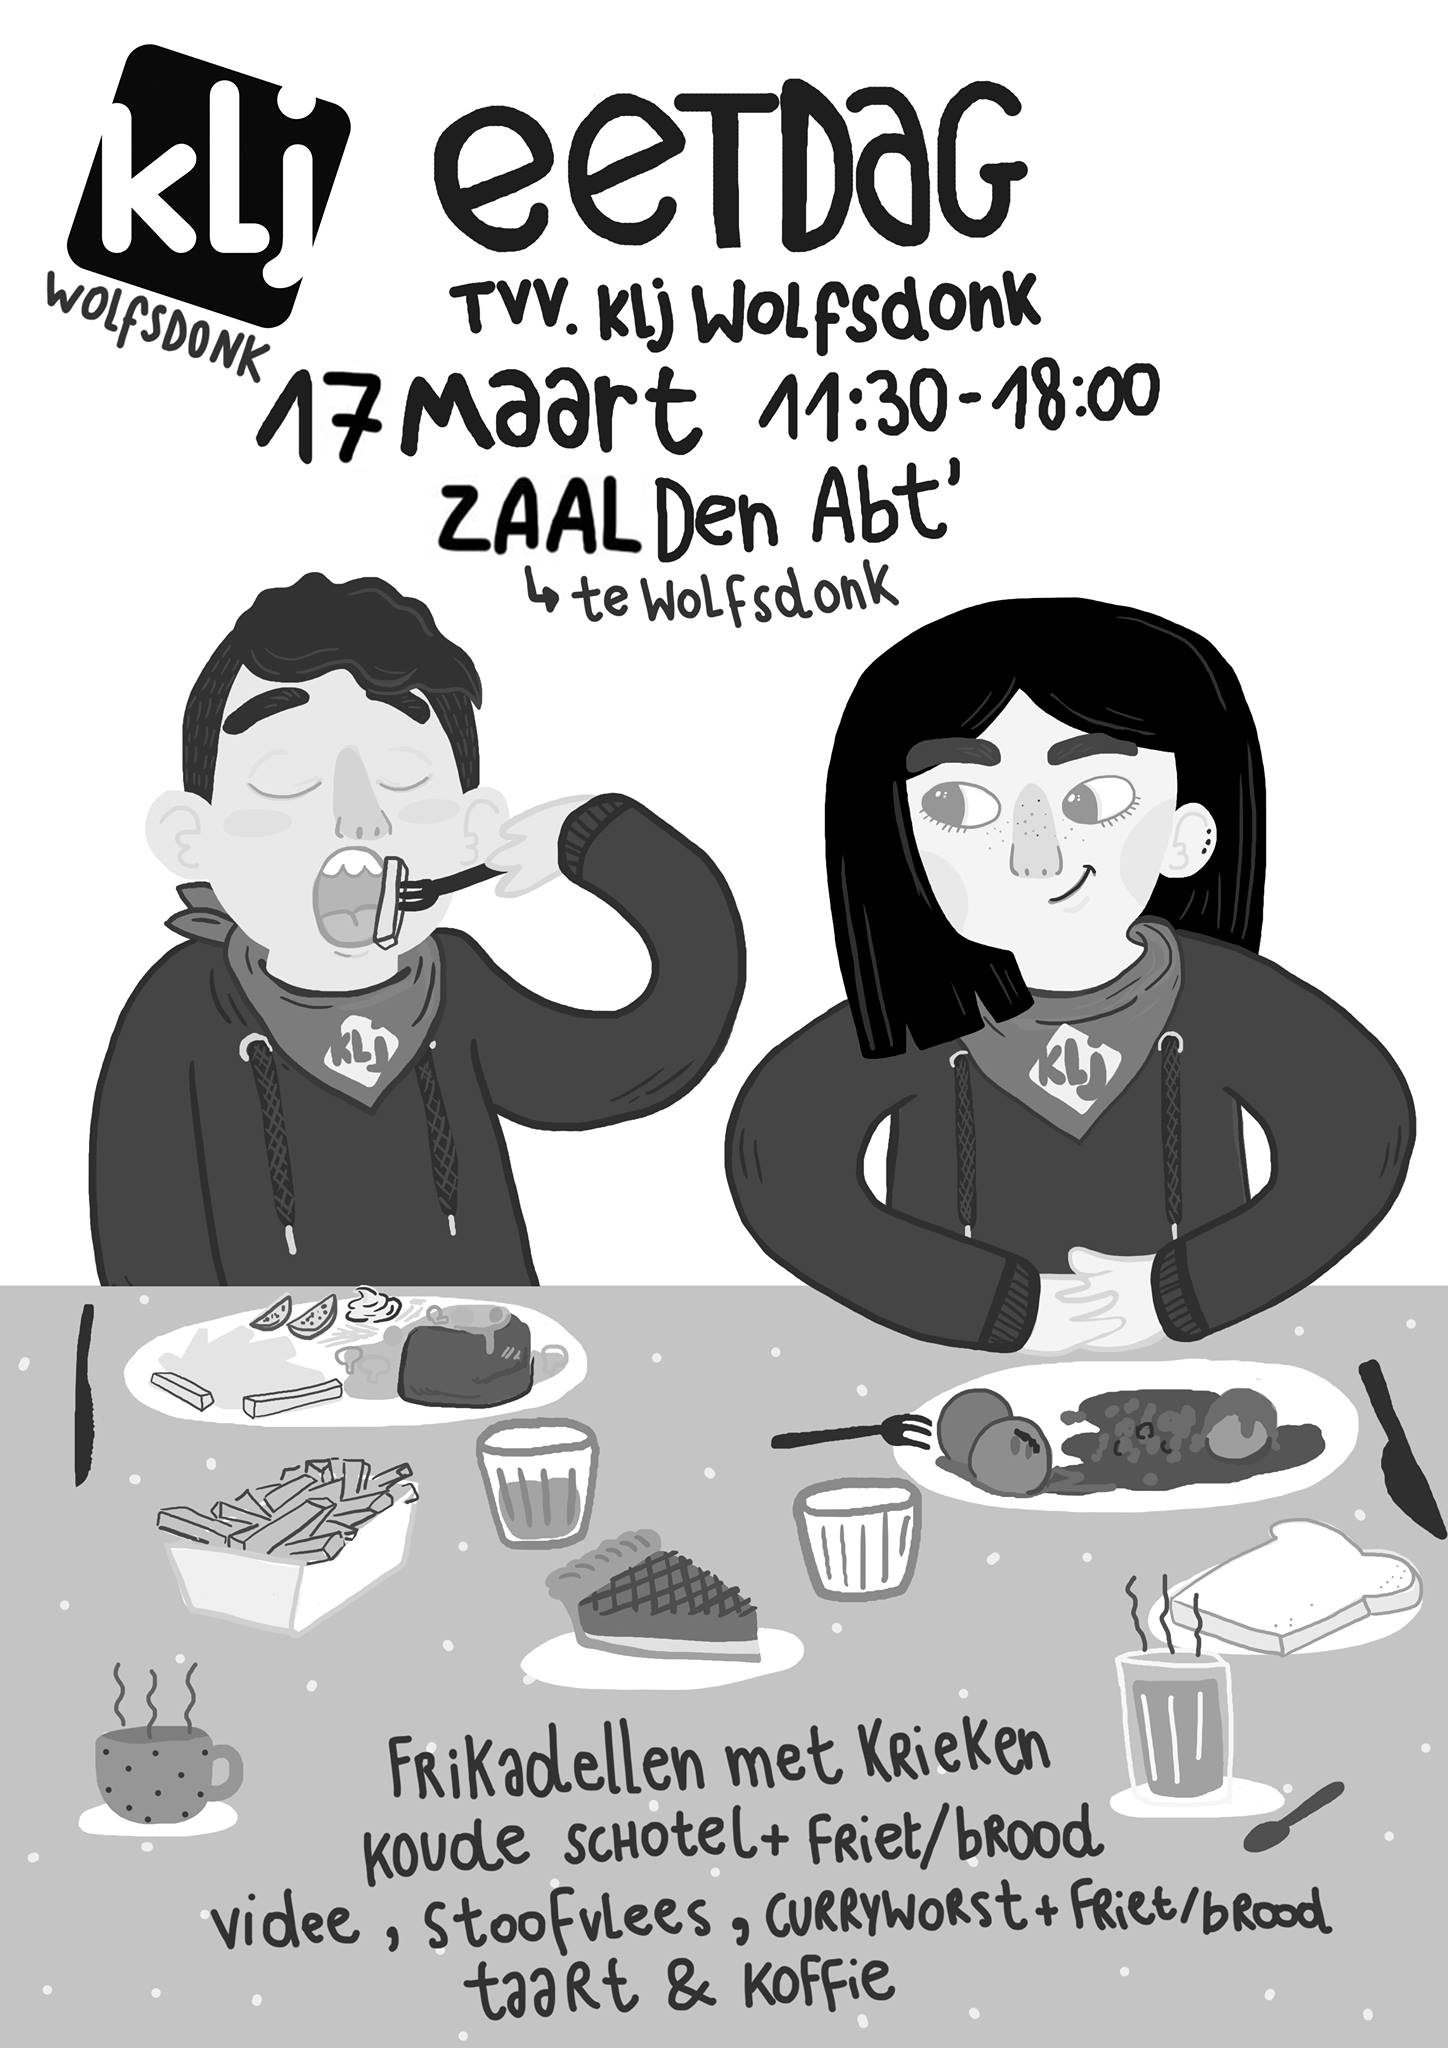 klj
WOLFSDONK
eeTDaG
TVV. KLj WOLFSdonK
17 Maart 11:30-18:00
ZAAL Den Abt'
↳ te WOLFSdonK
KLj
KLj
FRiKadellen met KRieKen
Koude SCHOtel + FRiet/bROOd
Videe, StooFvLees, CURRYWORSt + FRiet/bROOd
taaRt & KoFFie